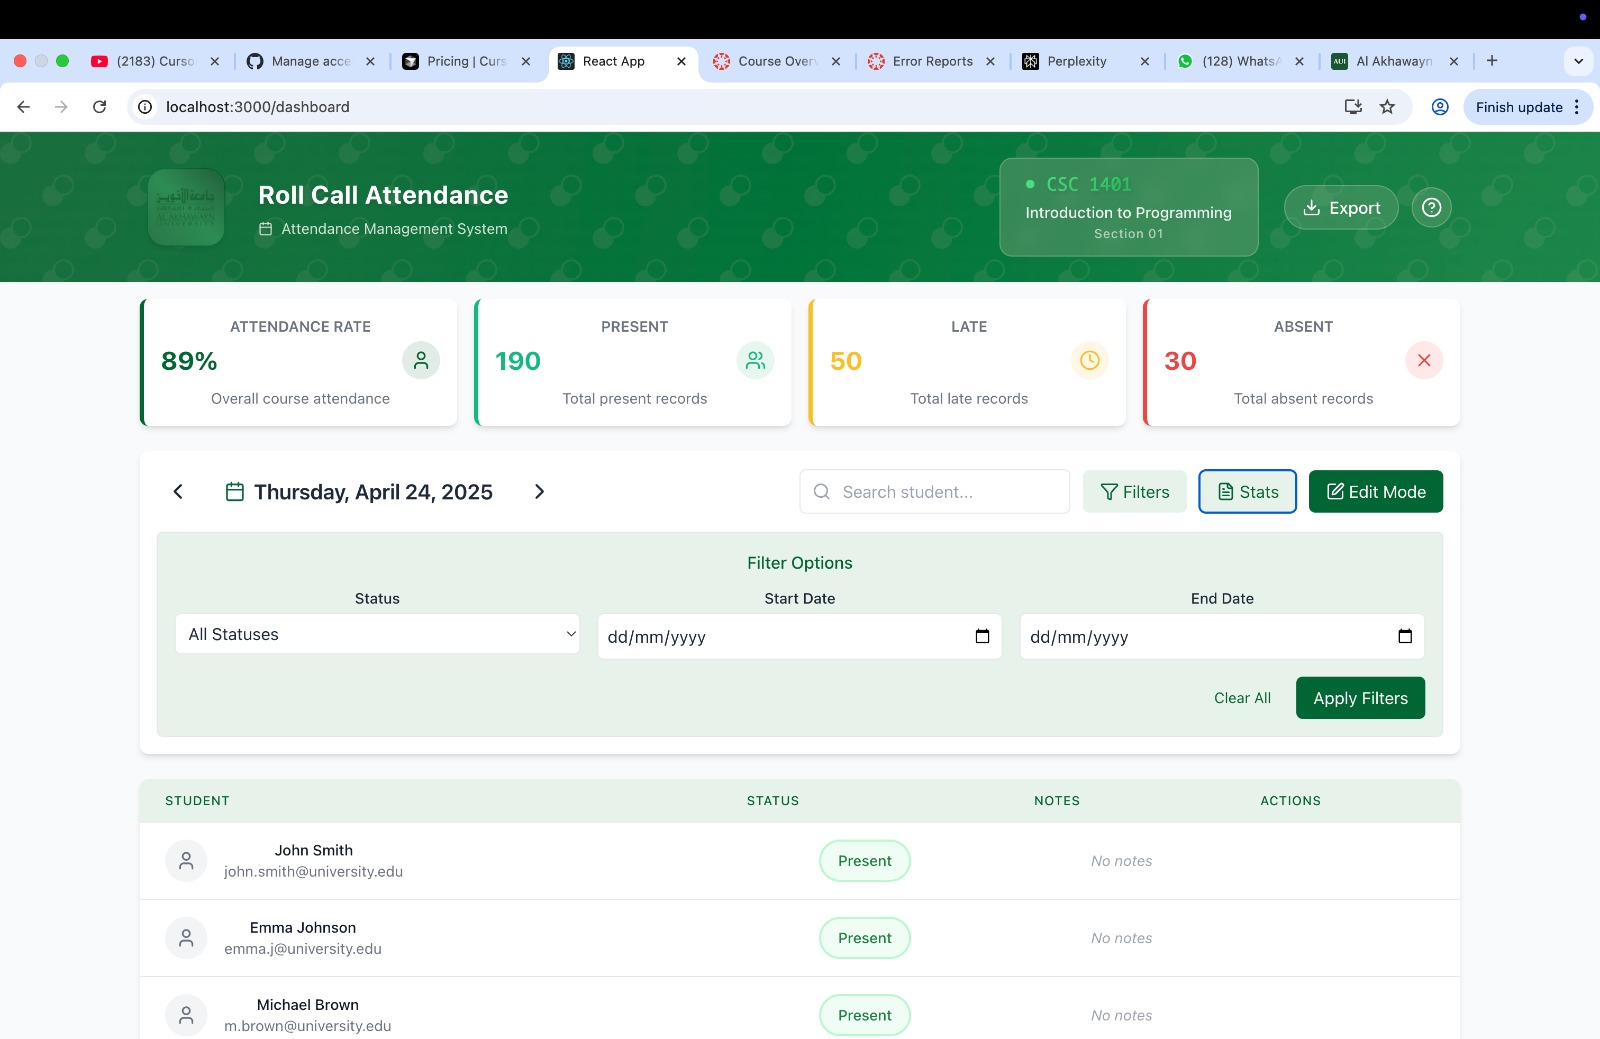 (2183) Curso
Manage acce
Pricing | Curs
React App
Course Over
Error Reports
Perplexity
(128) WhatsA
AUI
Al Akhawayn
localhost:3000/dashboard
Finish update
جامعة الأخوين
AL AKHAWAYN
UNIVERSITY
Roll Call Attendance
Attendance Management System
CSC 1401
Introduction to Programming
Section 01
Export
ATTENDANCE RATE
89%
Overall course attendance
PRESENT
190
Total present records
LATE
50
Total late records
ABSENT
30
Total absent records
Thursday, April 24, 2025
Search student...
Filters
Stats
Edit Mode
Filter Options
Status
Start Date
End Date
All Statuses
dd/mm/yyyy
dd/mm/yyyy
Clear All
Apply Filters
STUDENT
STATUS
NOTES
ACTIONS
John Smith
john.smith@university.edu
Present
No notes
Emma Johnson
emma.j@university.edu
Present
No notes
Michael Brown
m.brown@university.edu
Present
No notes